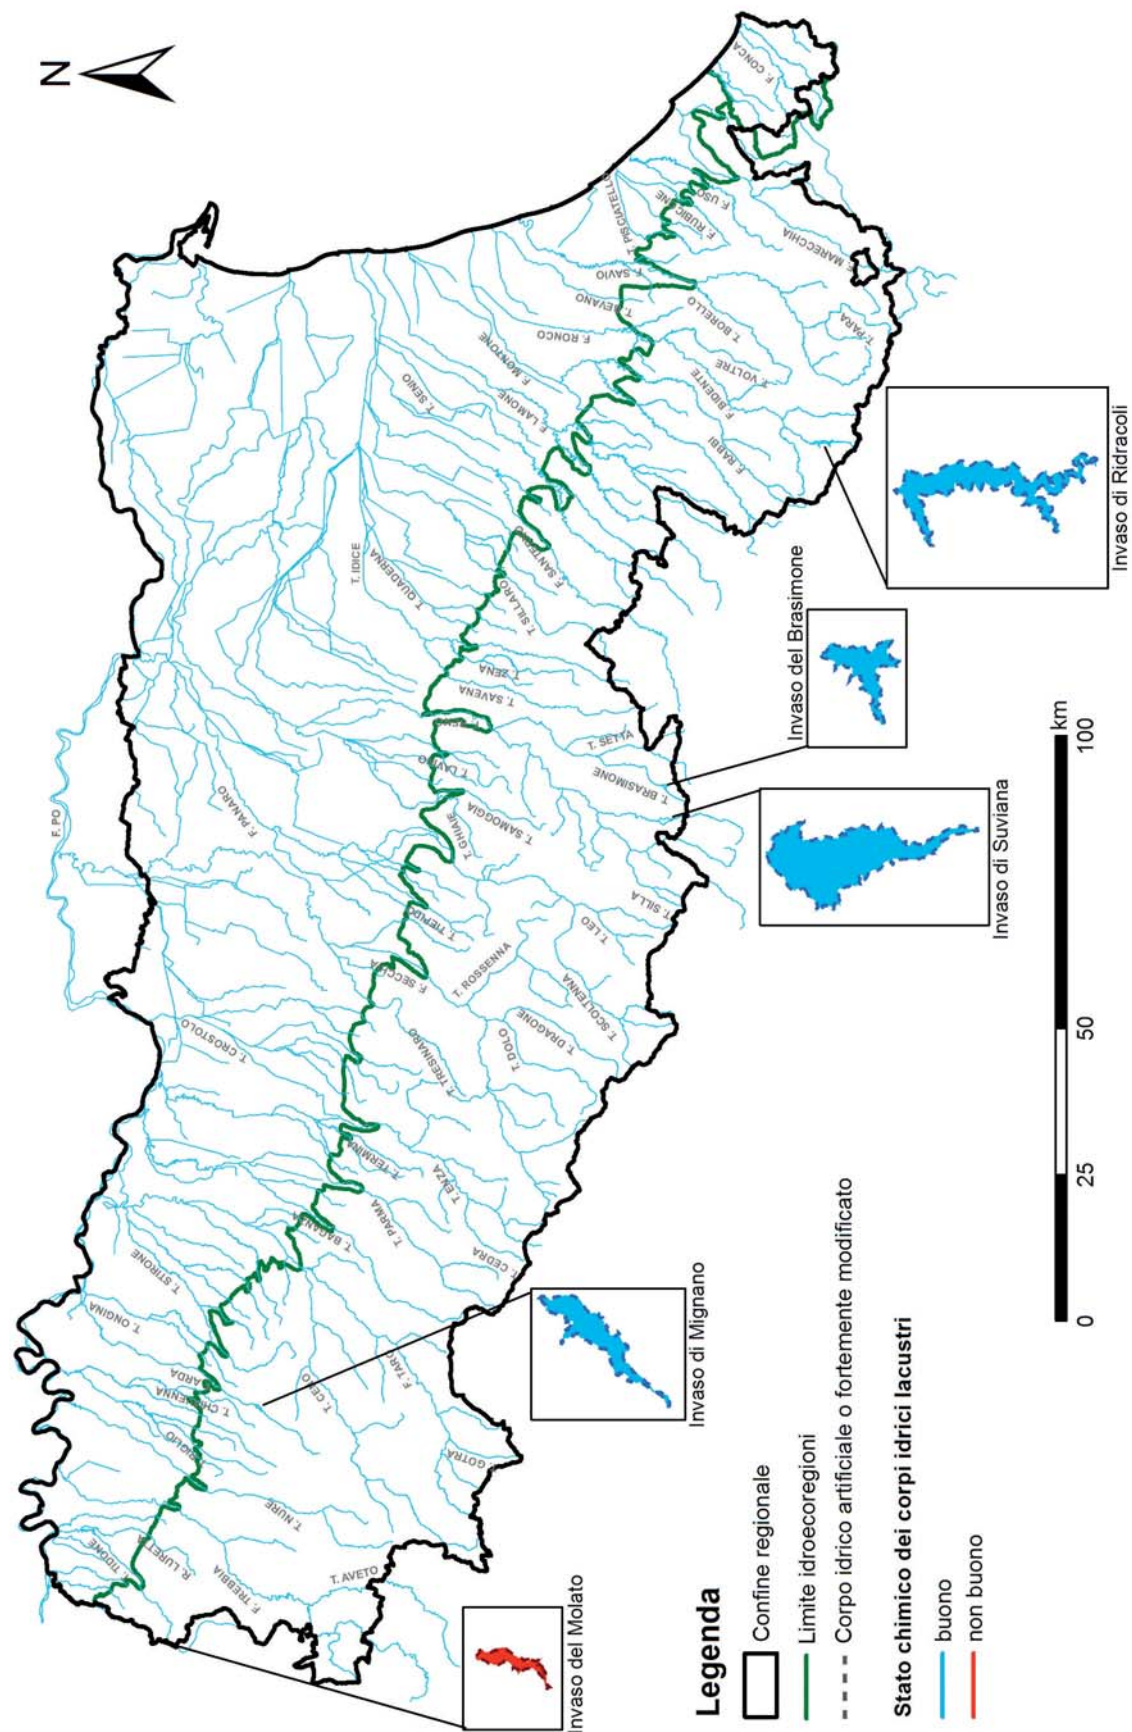 N
F. PO
F. CONCA
T. PISCIATELLO
F. USO
F. RUBICONE
F. MARECCHIA
F. SAVIO
T. BEVANO
T. BORELLO
T. PARA
F. RONCO
T. VOLTRE
F. MONTONE
F. BIDENTE
T. SENIO
F. LAMONE
F. RABBI
F. SANTERNO
T. IDICE
T. QUADERNA
T. SILLARO
T. ZENA
T. SAVENA
T. SETTA
T. LAVINO
T. BRASIMONE
F. PANARO
T. GHIAIE
T. SAMOGGIA
T. SILLA
T. TIEPIDO
T. LEO
F. SECCHIA
T. ROSSENNA
T. SCOLTENNA
T. CROSTOLO
T. TRESINARO
T. DOLO
T. DRAGONE
T. TERMINA
T. ENZA
T. PARMA
T. BAGANZA
T. CEDRA
T. STIRONE
T. ONGINA
ARDA
T. CHIAVENNA
T. CENO
F. TARO
T. GOTRA
T. NURE
T. TIDONE
R. LURETTA
F. TREBBIA
T. AVETO
Invaso del Molato
Invaso di Mignano
Invaso di Suviana
Invaso del Brasimone
Invaso di Ridracoli
Legenda
Confine regionale
Limite idroecoregioni
Corpo idrico artificiale o fortemente modificato
Stato chimico dei corpi idrici lacustri
buono
non buono
0
25
50
100
km